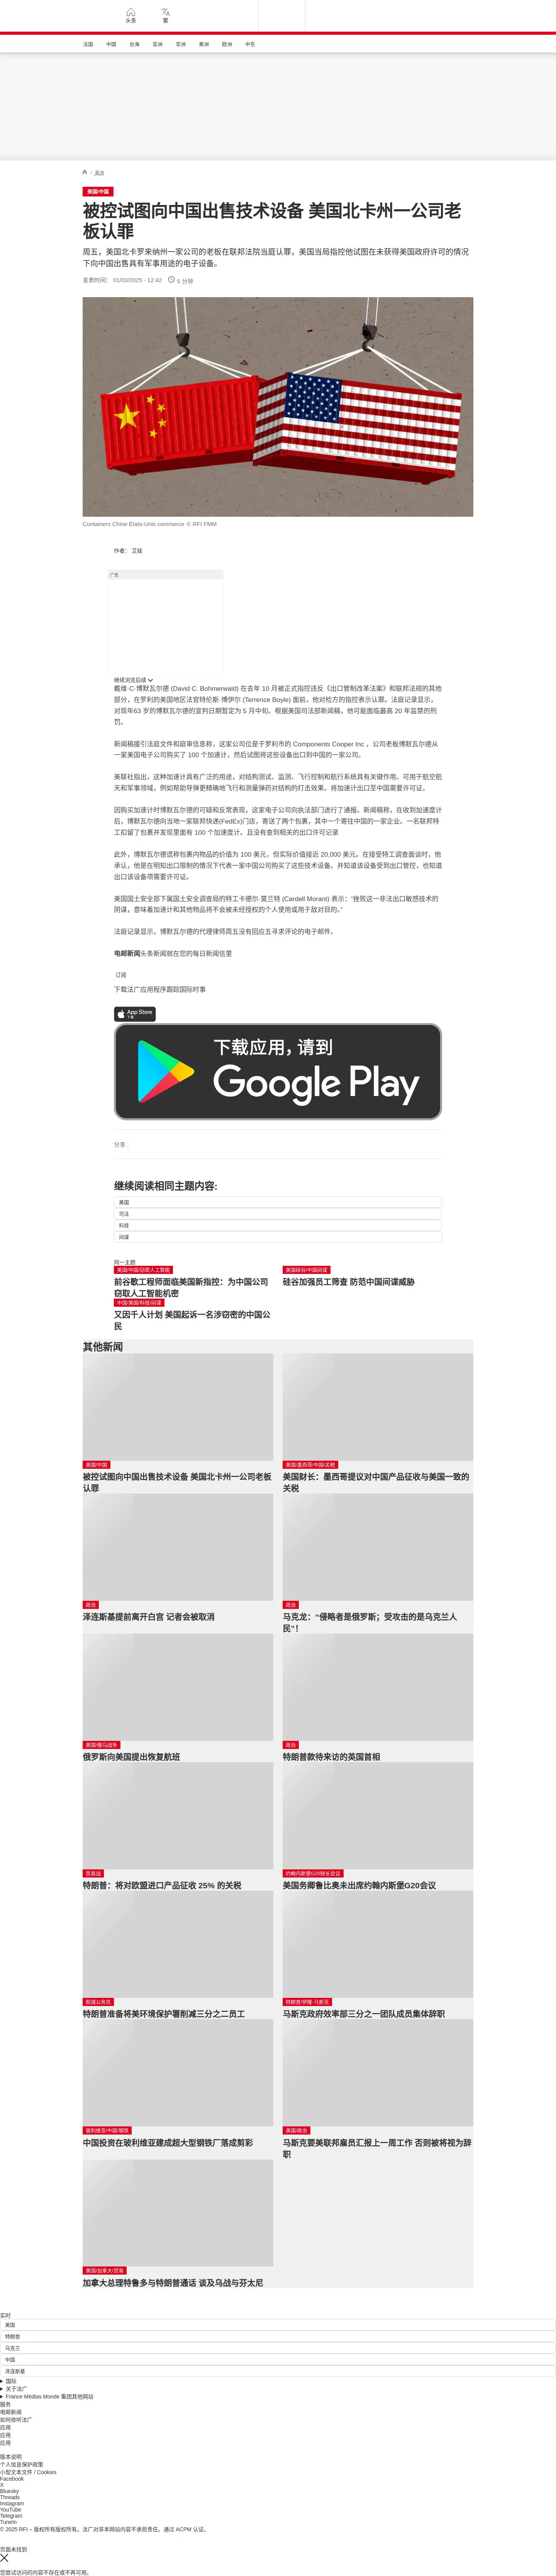 头条
繁
法国 中国 台海 亚洲 非洲 美洲 欧洲 中东
/ 美洲
美国/中国
被控试图向中国出售技术设备 美国北卡州一公司老
板认罪
周五，美国北卡罗来纳州一家公司的老板在联邦法院当庭认罪，美国当局指控他试图在未获得美国政府许可的情况
下向中国出售具有军事用途的电子设备。
发表时间： 01/03/2025 - 12:42 5 分钟
Containers Chine États-Unis commerce © RFI FMM
作者： 艾瑞
广告
继续浏览后续
戴维·C·博默瓦尔德 (David C. Bohmerwald) 在去年 10 月被正式指控违反《出口管制改革法案》和联邦法规的其他
部分，在罗利的美国地区法官特伦斯·博伊尔 (Terrence Boyle) 面前，他对检方的指控表示认罪。法庭记录显示，
对现年63 岁的博默瓦尔德的宣判日期暂定为 5 月中旬。根据美国司法部新闻稿，他可能面临最高 20 年监禁的刑
罚。
新闻稿援引法庭文件和庭审信息称，这家公司位是于罗利市的 Components Cooper Inc ，公司老板博默瓦尔德从
一家美国电子公司购买了 100 个加速计，然后试图将这些设备出口到中国的一家公司。
美联社指出，这种加速计具有广泛的用途，对结构测试、监测、飞行控制和航行系统具有关键作用。可用于航空航
天和军事领域，例如帮助导弹更精确地飞行和测量弹药对结构的打击效果。将加速计出口至中国需要许可证。
因购买加速计时博默瓦尔德的可疑和反常表现，这家电子公司向执法部门进行了通报。新闻稿称，在收到加速度计
后，博默瓦尔德向当地一家联邦快递(FedEx)门店，寄送了两个包裹，其中一个寄往中国的一家企业。一名联邦特
工扣留了包裹并发现里面有 100 个加速度计。且没有查到相关的出口许可记录
此外，博默瓦尔德谎称包裹内物品的价值为 100 美元，但实际价值接近 20,000 美元。在接受特工调查面谈时，他
承认，他是在明知出口限制的情况下代表一家中国公司购买了这些技术设备。并知道该设备受到出口管控，也知道
出口该设备项需要许可证。
美国国土安全部下属国土安全调查局的特工卡德尔·莫兰特 (Cardell Morant) 表示：“挫败这一非法出口敏感技术的
阴谋，意味着加速计和其他物品将不会被未经授权的个人使用或用于敌对目的。”
法庭记录显示，博默瓦尔德的代理律师周五没有回应五寻求评论的电子邮件。
电邮新闻头条新闻就在您的每日新闻信里
订阅
下载法广应用程序跟踪国际时事
App Store
下载
下载应用，请到
Google Play
分享 :
继续阅读相同主题内容:
美国
司法
科技
间谍
同一主题
美国/中国/窃密人工智能
前谷歌工程师面临美国新指控：为中国公司
窃取人工智能机密
美国硅谷/中国间谍
硅谷加强员工筛查 防范中国间谍威胁
中国/美国/科技/间谍
又因千人计划 美国起诉一名涉窃密的中国公
民
其他新闻
美国/中国
被控试图向中国出售技术设备 美国北卡州一公司老板
认罪
美国/墨西哥/中国/关税
美国财长：墨西哥提议对中国产品征收与美国一致的
关税
政治
泽连斯基提前离开白宫 记者会被取消
政治
马克龙：“侵略者是俄罗斯；受攻击的是乌克兰人
民”！
美国/俄乌战争
俄罗斯向美国提出恢复航班
政治
特朗普款待来访的英国首相
贸易战
特朗普：将对欧盟进口产品征收 25% 的关税
约翰内斯堡G20财长会议
美国务卿鲁比奥未出席约翰内斯堡G20会议
削减公务员
特朗普准备将美环境保护署削减三分之二员工
特朗普/伊隆·马斯克
马斯克政府效率部三分之一团队成员集体辞职
玻利维亚/中国/钢铁
中国投资在玻利维亚建成超大型钢铁厂落成剪彩
美国/政治
马斯克要美联邦雇员汇报上一周工作 否则被将视为辞
职
美国/加拿大/贸易
加拿大总理特鲁多与特朗普通话 谈及乌战与芬太尼
实时
美国
特朗普
乌克兰
中国
泽连斯基
国际
关于法广
France Médias Monde 集团其他网站
服务
电邮新闻
如何收听法广
应用
应用
应用
版本说明
个人信息保护政策
小型文本文件 / Cookies
Facebook
X
Bluesky
Threads
Instagram
YouTube
Telegram
TuneIn
© 2025 RFI – 版权所有版权所有。法广对非本网站内容不承担责任。通过 ACPM 认证。
页面未找到
您尝试访问的内容不存在或不再可用。